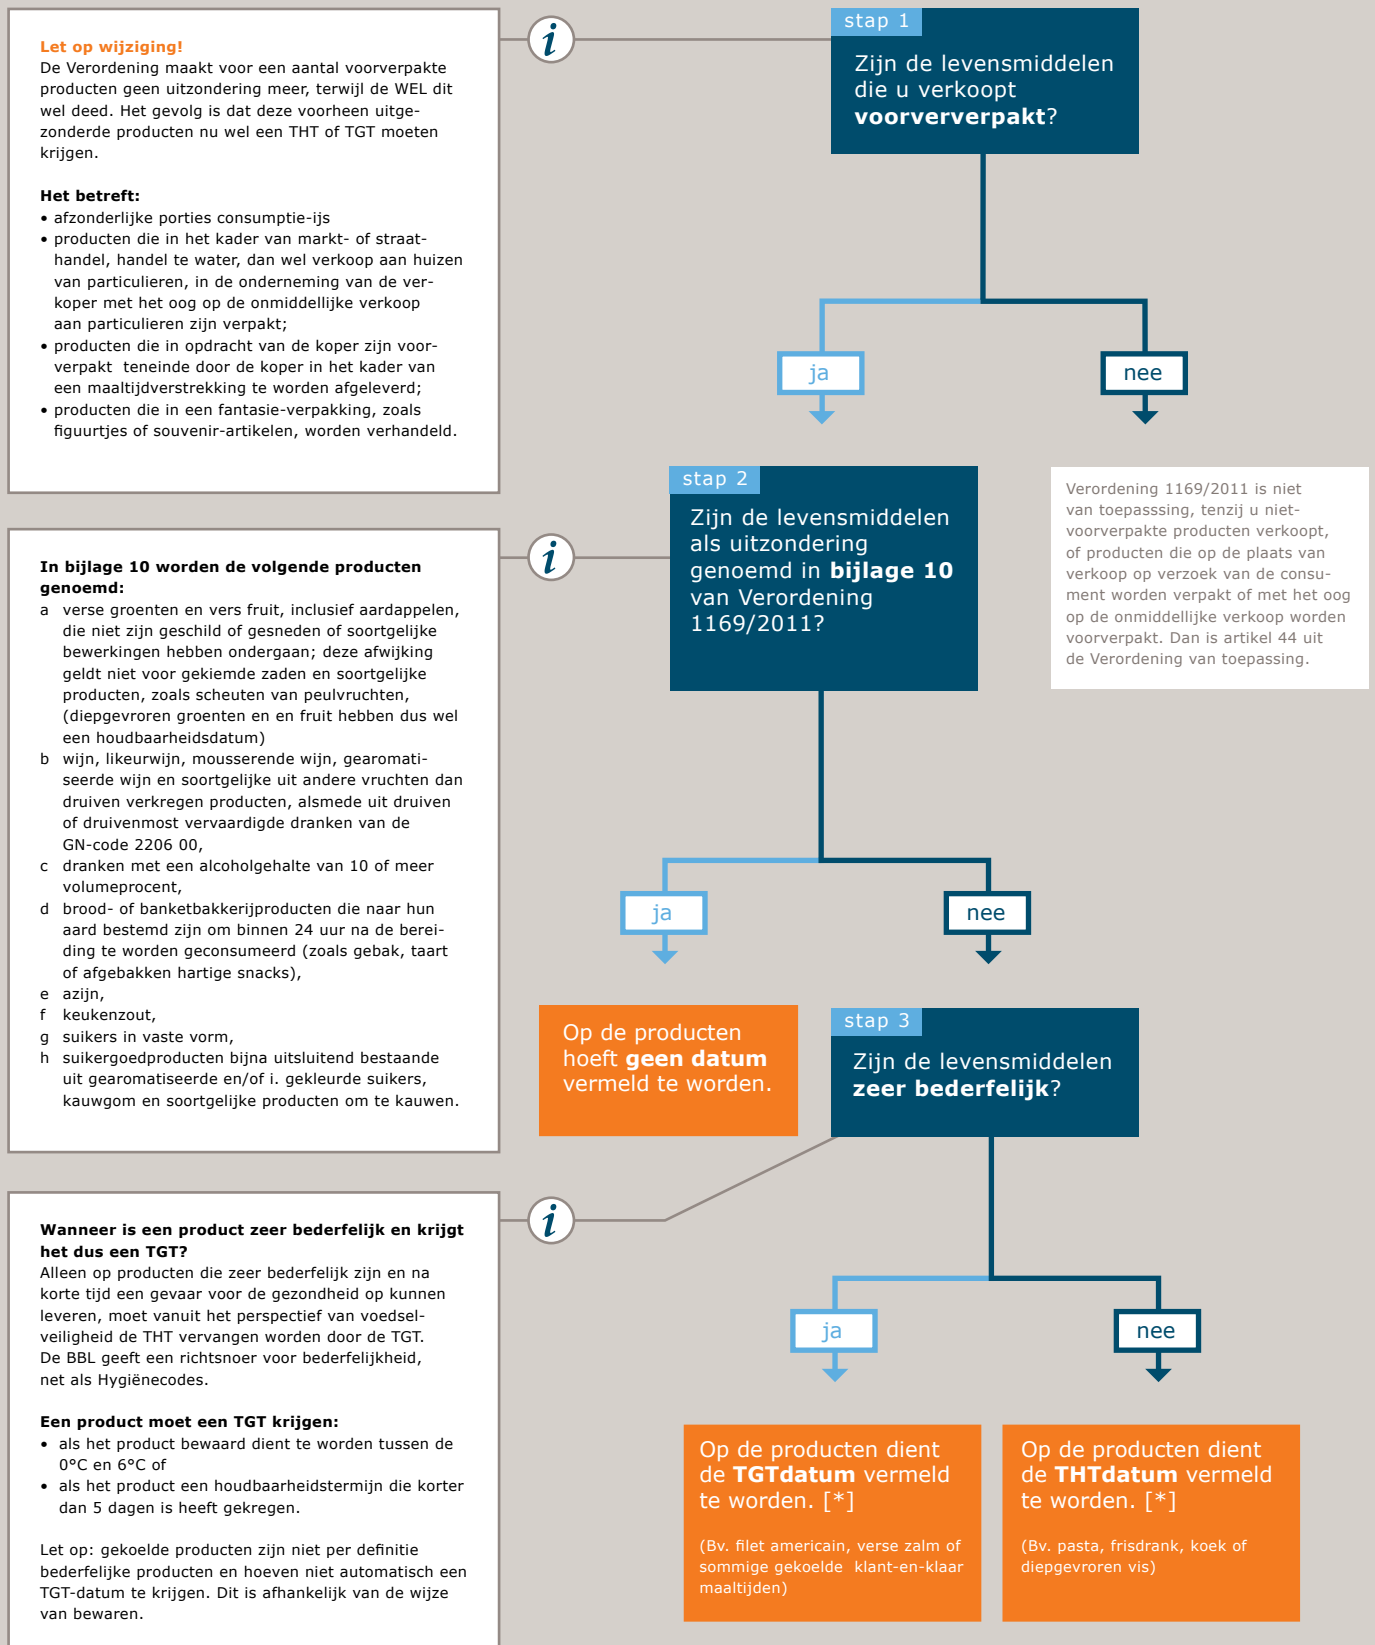 Let op wijziging!
De Verordening maakt voor een aantal voorverpakte
producten geen uitzondering meer, terwijl de WEL dit
wel deed. Het gevolg is dat deze voorheen uitge-
zonderde producten nu wel een THT of TGT moeten
krijgen.
Het betreft:
• afzonderlijke porties consumptie-ijs
• producten die in het kader van markt- of straat-
handel, handel te water, dan wel verkoop aan huizen
van particulieren, in de onderneming van de ver-
koper met het oog op de onmiddellijke verkoop
aan particulieren zijn verpakt;
• producten die in opdracht van de koper zijn voor-
verpakt teneinde door de koper in het kader van
een maaltijdverstrekking te worden afgeleverd;
• producten die in een fantasie-verpakking, zoals
figuurtjes of souvenir-artikelen, worden verhandeld.
i
stap 1
Zijn de levensmiddelen
die u verkoopt
voorververpakt?
ja
nee
In bijlage 10 worden de volgende producten
genoemd:
a verse groenten en vers fruit, inclusief aardappelen,
die niet zijn geschild of gesneden of soortgelijke
bewerkingen hebben ondergaan; deze afwijking
geldt niet voor gekiemde zaden en soortgelijke
producten, zoals scheuten van peulvruchten,
(diepgevroren groenten en en fruit hebben dus wel
een houdbaarheidsdatum)
b wijn, likeurwijn, mousserende wijn, gearomati-
seerde wijn en soortgelijke uit andere vruchten dan
druiven verkregen producten, alsmede uit druiven
of druivenmost vervaardigde dranken van de
GN-code 2206 00,
c dranken met een alcoholgehalte van 10 of meer
volumeprocent,
d brood- of banketbakkerijproducten die naar hun
aard bestemd zijn om binnen 24 uur na de berei-
ding te worden geconsumeerd (zoals gebak, taart
of afgebakken hartige snacks),
e azijn,
f keukenzout,
g suikers in vaste vorm,
h suikergoedproducten bijna uitsluitend bestaande
uit gearomatiseerde en/of i. gekleurde suikers,
kauwgom en soortgelijke producten om te kauwen.
i
stap 2
Zijn de levensmiddelen
als uitzondering
genoemd in bijlage 10
van Verordening
1169/2011?
Verordening 1169/2011 is niet
van toepasssing, tenzij u niet-
voorverpakte producten verkoopt,
of producten die op de plaats van
verkoop op verzoek van de consu-
ment worden verpakt of met het oog
op de onmiddellijke verkoop worden
voorverpakt. Dan is artikel 44 uit
de Verordening van toepassing.
ja
nee
Op de producten
hoeft geen datum
vermeld te worden.
stap 3
Zijn de levensmiddelen
zeer bederfelijk?
Wanneer is een product zeer bederfelijk en krijgt
het dus een TGT?
Alleen op producten die zeer bederfelijk zijn en na
korte tijd een gevaar voor de gezondheid op kunnen
leveren, moet vanuit het perspectief van voedsel-
veiligheid de THT vervangen worden door de TGT.
De BBL geeft een richtsnoer voor bederfelijkheid,
net als Hygiënecodes.
Een product moet een TGT krijgen:
• als het product bewaard dient te worden tussen de
0°C en 6°C of
• als het product een houdbaarheidstermijn die korter
dan 5 dagen is heeft gekregen.
Let op: gekoelde producten zijn niet per definitie
bederfelijke producten en hoeven niet automatisch een
TGT-datum te krijgen. Dit is afhankelijk van de wijze
van bewaren.
i
ja
nee
Op de producten dient
de TGTdatum vermeld
te worden. [*]
(Bv. filet americain, verse zalm of
sommige gekoelde klant-en-klaar
maaltijden)
Op de producten dient
de THTdatum vermeld
te worden. [*]
(Bv. pasta, frisdrank, koek of
diepgevroren vis)